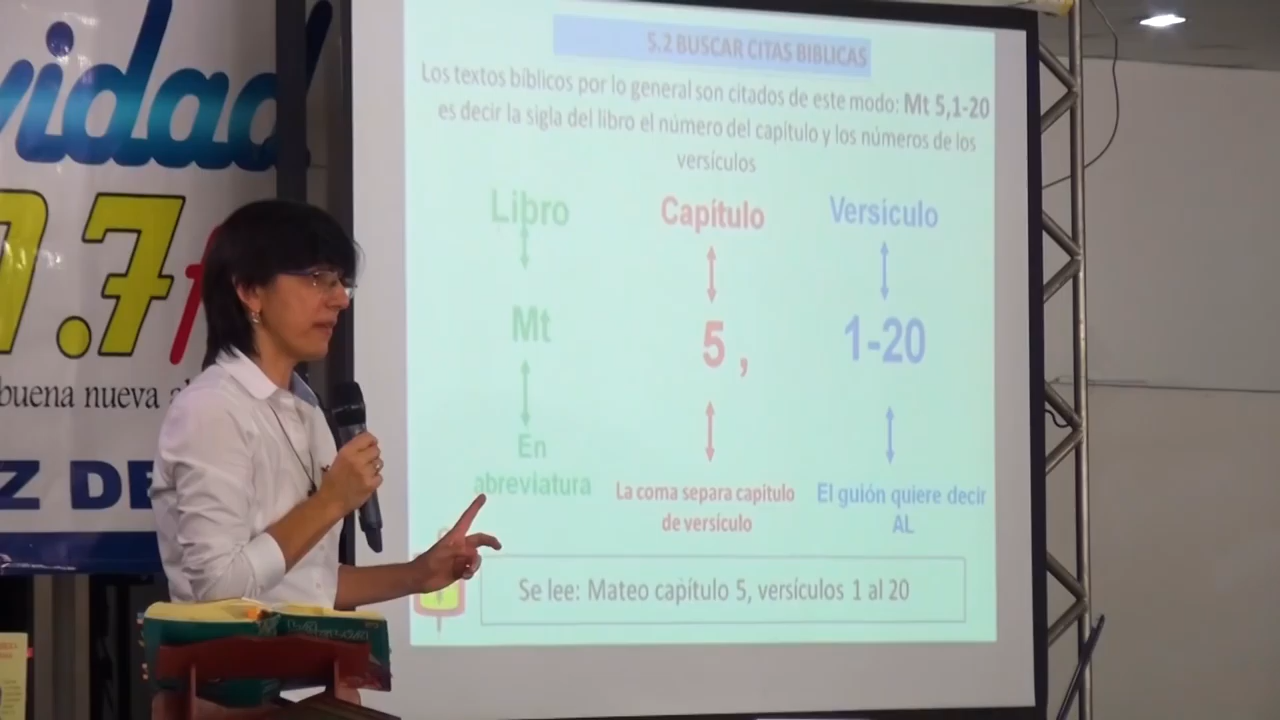 vidad
7.7 f
buena nueva a
Z DE
5.2 BUSCAR CITAS BIBLICAS
Los textos bíblicos por lo general son citados de este modo: Mt 5,1-20
es decir la sigla del libro el número del capitulo y los números de los
versículos
Libro Capítulo Versículo
Mt 5 , 1-20
En
abreviatura
La coma separa capitulo
de versículo
El guión quiere decir
AL
Se lee: Mateo capítulo 5, versículos 1 al 20